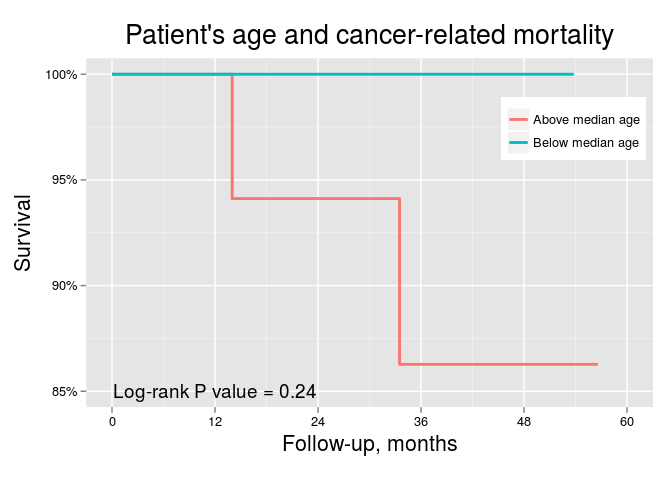 Patient's age and cancer-related mortality
100%
95%
90%
85%
Survival
Above median age
Below median age
Log-rank P value = 0.24
0 12 24 36 48 60
Follow-up, months